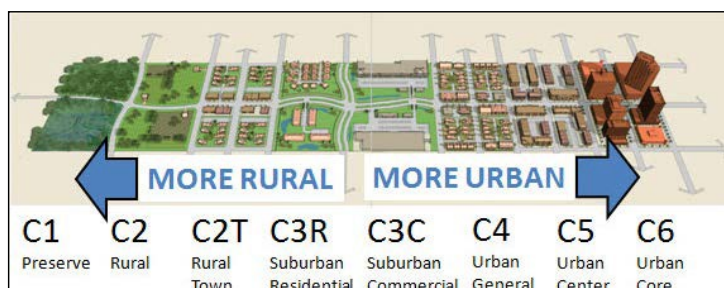 MORE RURAL MORE URBAN
C1 C2 C2T C3R C3C C4 C5 C6
Preserve Rural Rural Suburban Suburban Urban Urban Urban
Town Residential Commercial General Center Core